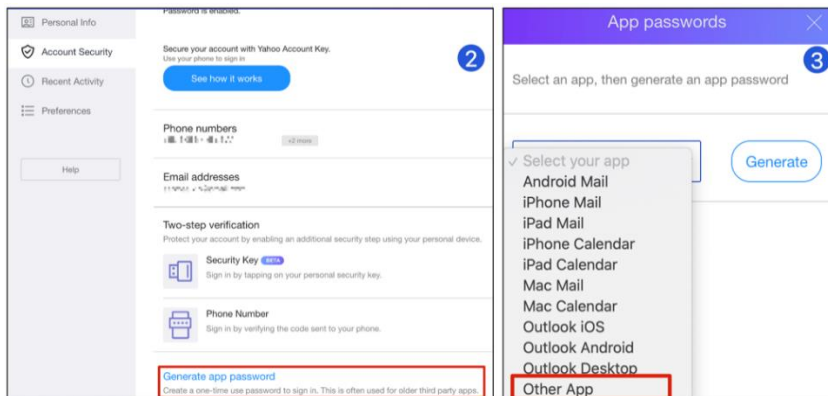 Personal Info
Account Security
Recent Activity
Preferences
Help
Password is enabled.
Secure your account with Yahoo Account Key.
Use your phone to sign in
See how it works
2
Phone numbers
+2 more
Email addresses
Two-step verification
Protect your account by enabling an additional security step using your personal device.
Security Key BETA
Sign in by tapping on your personal security key.
Phone Number
Sign in by verifying the code sent to your phone.
Generate app password
Create a one-time use password to sign in. This is often used for older third party apps.
App passwords
3
Select an app, then generate an app password
Select your app
Generate
Android Mail
iPhone Mail
iPad Mail
iPhone Calendar
iPad Calendar
Mac Mail
Mac Calendar
Outlook iOS
Outlook Android
Outlook Desktop
Other App